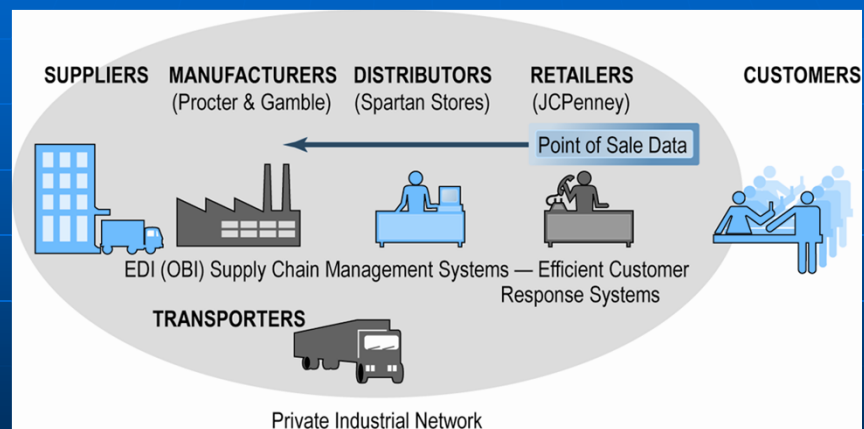 SUPPLIERS
MANUFACTURERS
(Procter & Gamble)
DISTRIBUTORS
(Spartan Stores)
RETAILERS
(JCPenney)
CUSTOMERS
Point of Sale Data
EDI (OBI) Supply Chain Management Systems — Efficient Customer
Response Systems
TRANSPORTERS
Private Industrial Network